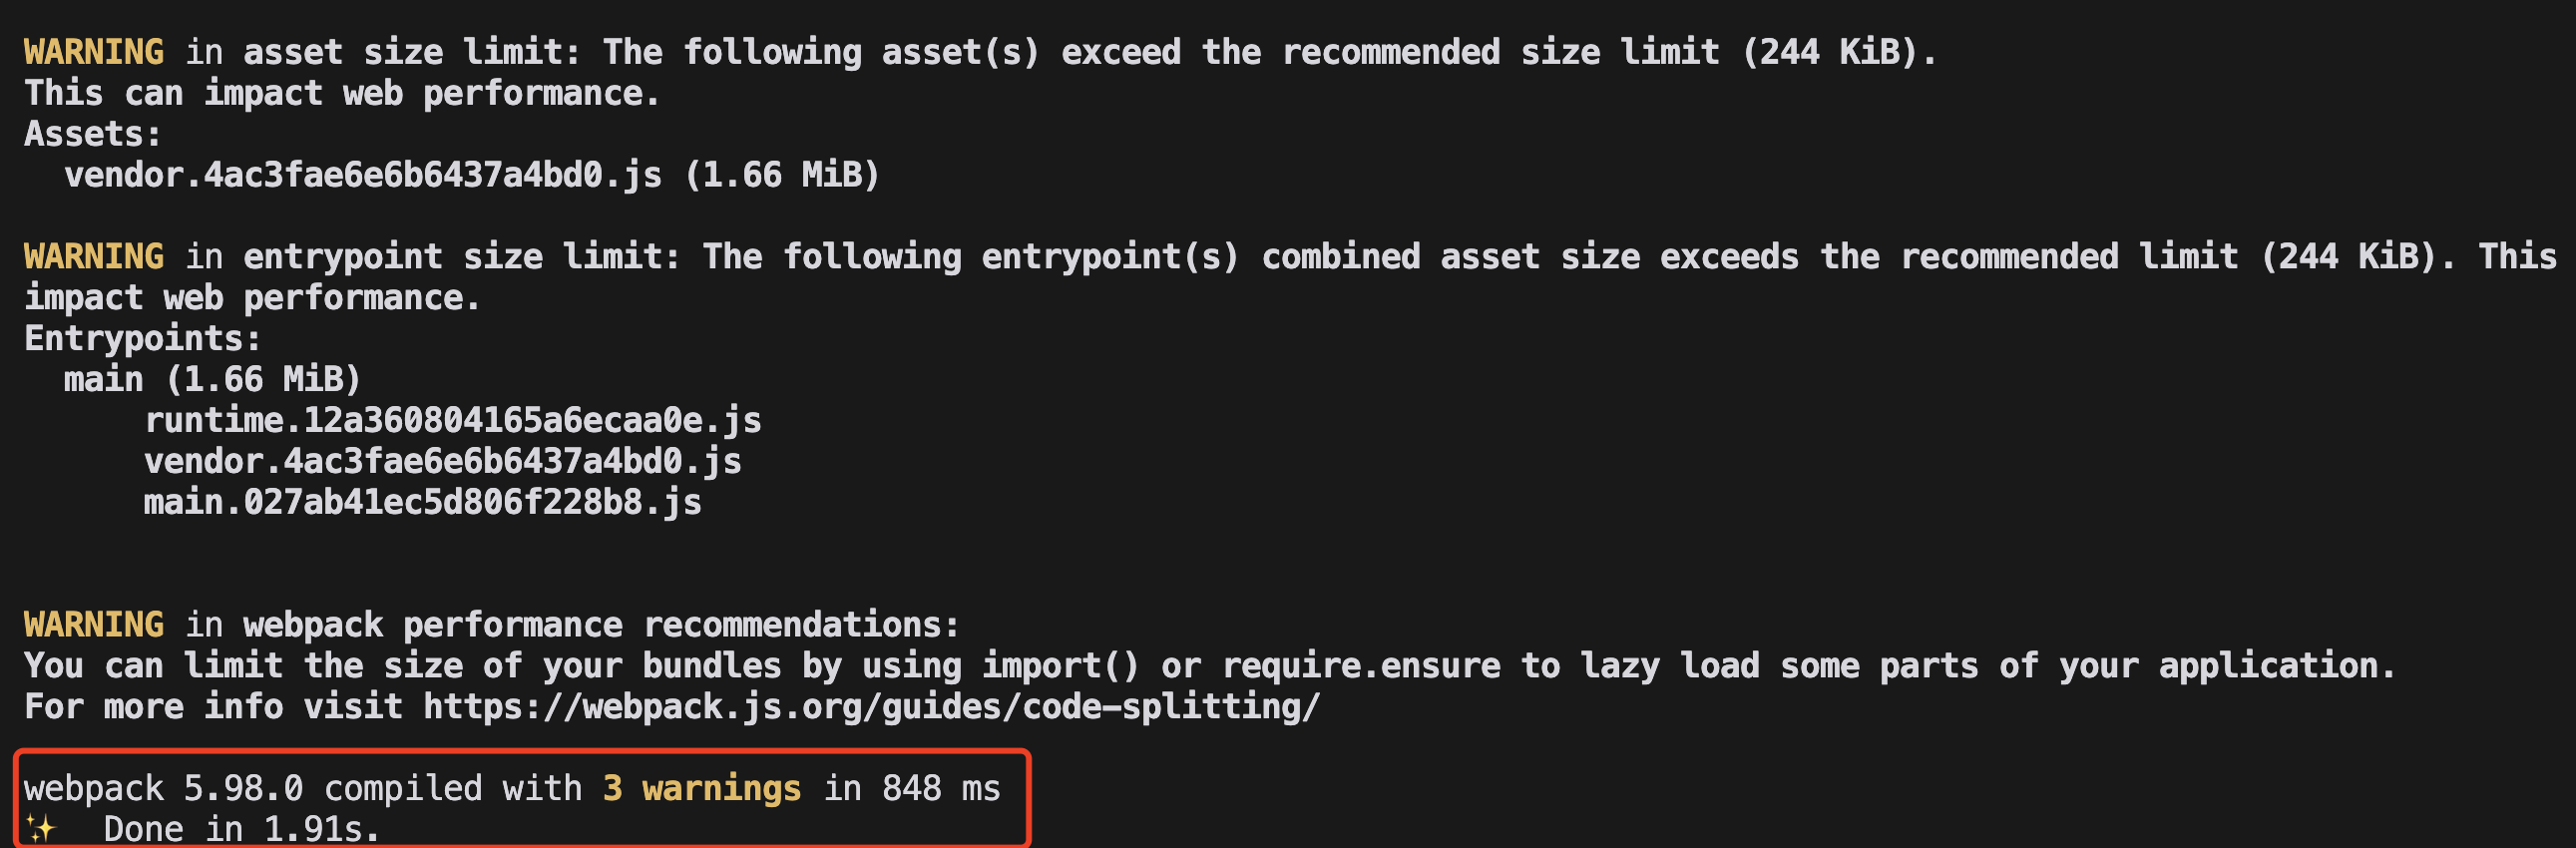 WARNING in asset size limit: The following asset(s) exceed the recommended size limit (244 KiB).
This can impact web performance.
Assets:
  vendor.4ac3fae6e6b6437a4bd0.js (1.66 MiB)
WARNING in entrypoint size limit: The following entrypoint(s) combined asset size exceeds the recommended limit (244 KiB). This
impact web performance.
Entrypoints:
  main (1.66 MiB)
      runtime.12a360804165a6ecaa0e.js
      vendor.4ac3fae6e6b6437a4bd0.js
      main.027ab41ec5d806f228b8.js
WARNING in webpack performance recommendations:
You can limit the size of your bundles by using import() or require.ensure to lazy load some parts of your application.
For more info visit https://webpack.js.org/guides/code-splitting/
webpack 5.98.0 compiled with 3 warnings in 848 ms
✨  Done in 1.91s.